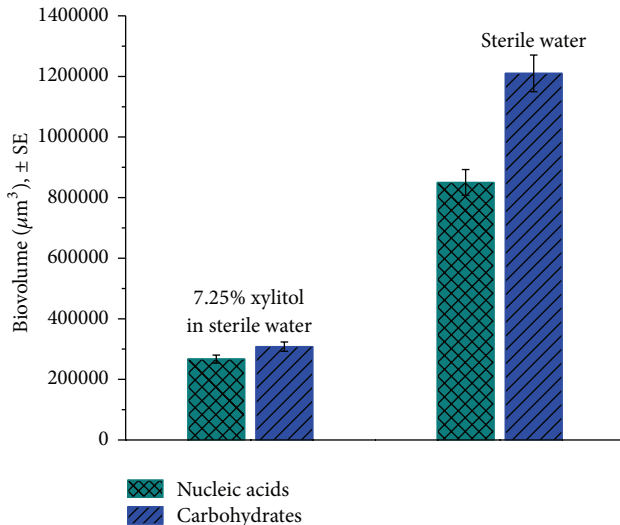 1400000
1200000
1000000
800000
600000
400000
200000
0
Biovolume (μm³), ± SE
Sterile water
7.25% xylitol
in sterile water
Nucleic acids
Carbohydrates